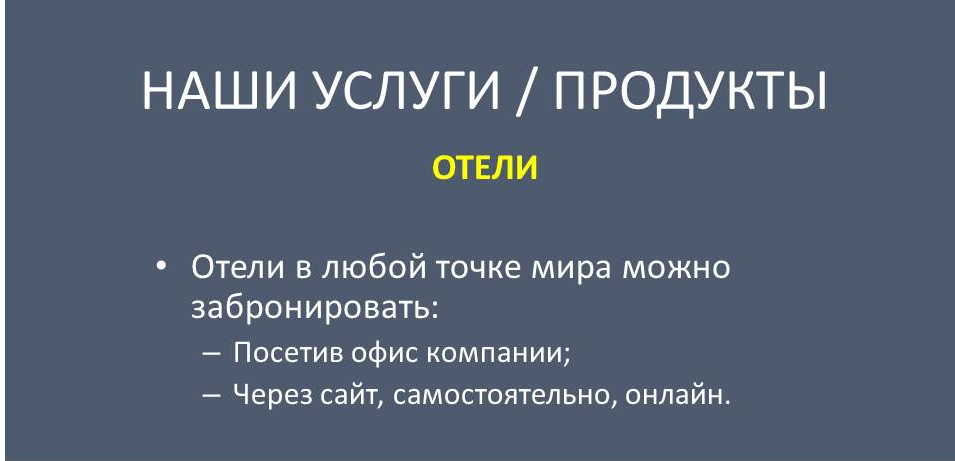 НАШИ УСЛУГИ / ПРОДУКТЫ
ОТЕЛИ
• Отели в любой точке мира можно
забронировать:
– Посетив офис компании;
– Через сайт, самостоятельно, онлайн.